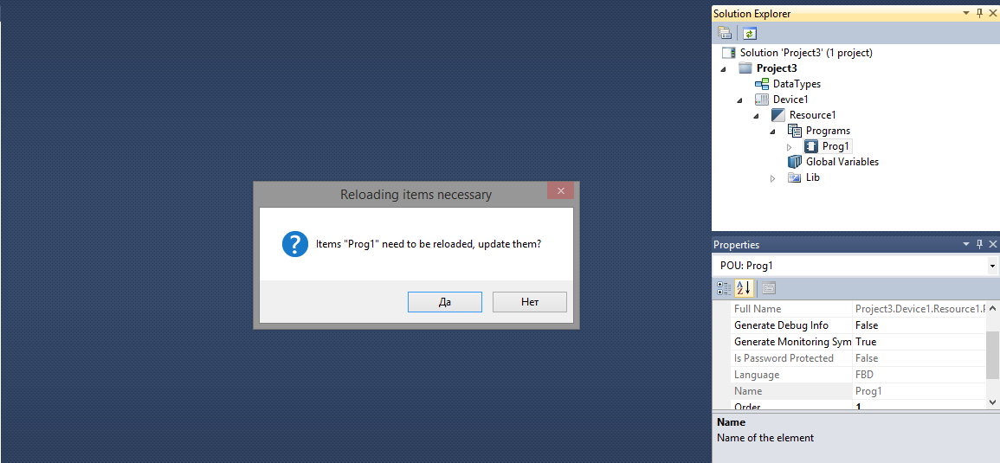 Solution Explorer
Solution 'Project3' (1 project)
Project3
DataTypes
Device1
Resource1
Programs
Prog1
Global Variables
Lib
Reloading items necessary
Items "Prog1" need to be reloaded, update them?
Да
Нет
Properties
POU: Prog1
Full Name Project3.Device1.Resource1.P
Generate Debug Info False
Generate Monitoring Sym True
Is Password Protected False
Language FBD
Name Prog1
Order 1
Name
Name of the element